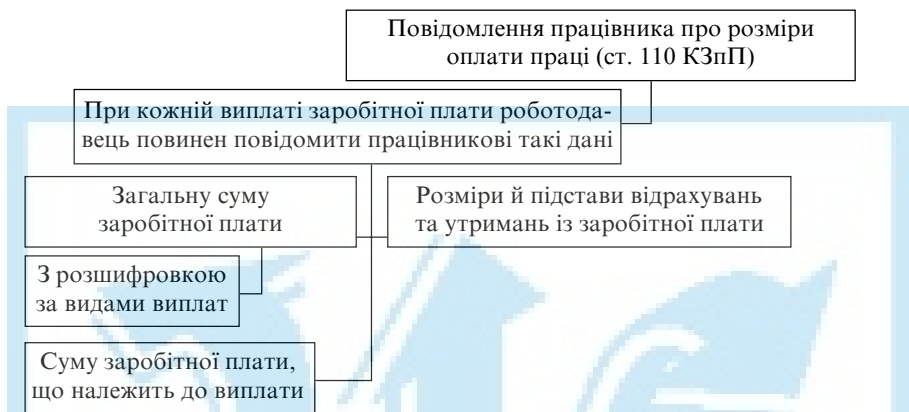 Повідомлення працівника про розміри
оплати праці (ст. 110 КЗпП)
При кожній виплаті заробітної плати роботода-
вець повинен повідомити працівникові такі дані
Загальну суму
заробітної плати
Розміри й підстави відрахувань
та утримань із заробітної плати
З розшифровкою
за видами виплат
Суму заробітної плати,
що належить до виплати